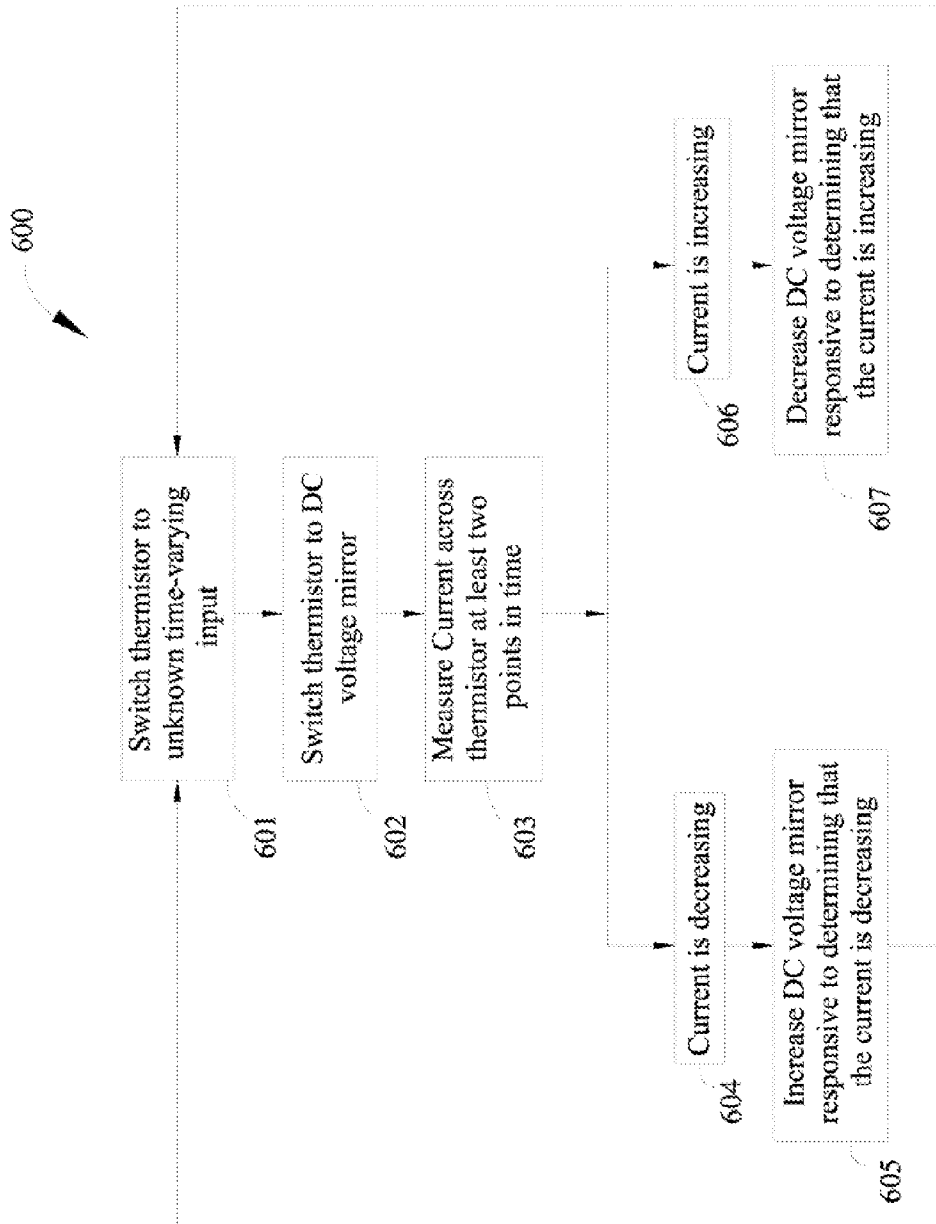 600
Switch thermistor to
unknown time-varying
input
601
Switch thermistor to DC
voltage mirror
602
Measure Current across
thermistor at least two
points in time
603
Current is decreasing
604
Increase DC voltage mirror
responsive to determining that
the current is decreasing
605
Current is increasing
606
Decrease DC voltage mirror
responsive to determining that
the current is increasing
607